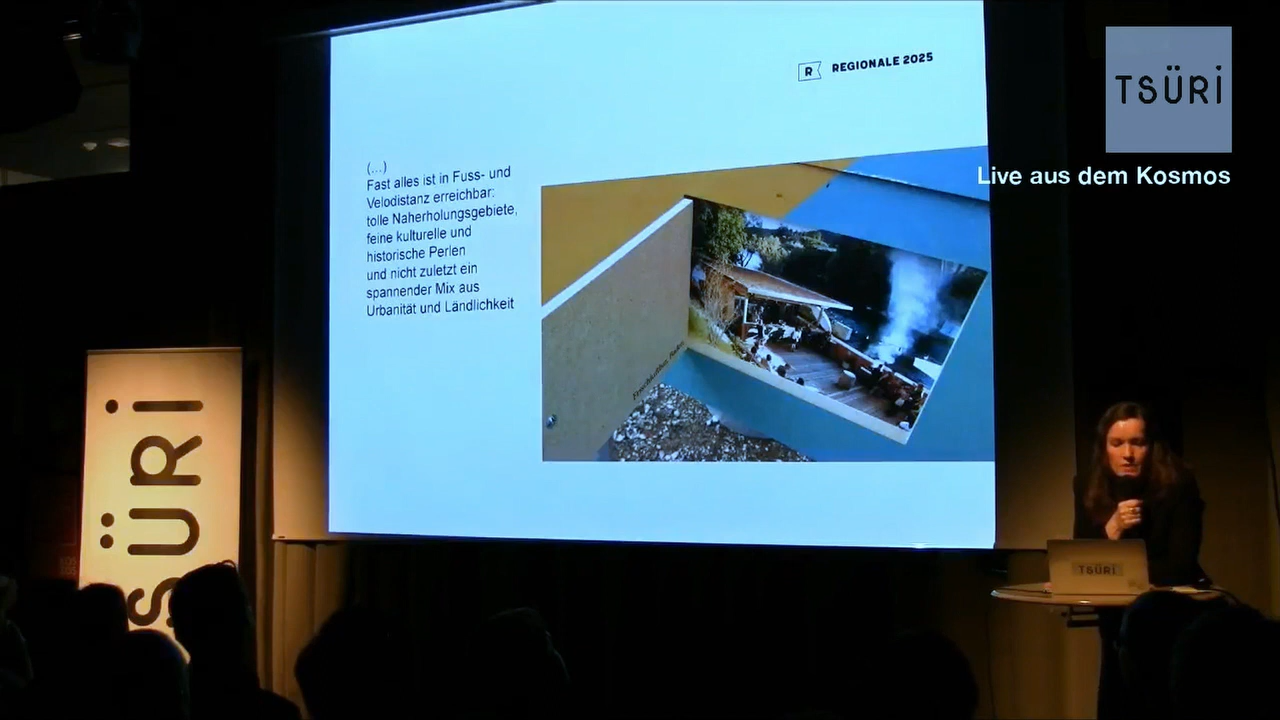 REGIONALE 2025
R
TSÜRI
Live aus dem Kosmos
(...)
Fast alles ist in Fuss- und
Velodistanz erreichbar:
tolle Naherholungsgebiete,
feine kulturelle und
historische Perlen
und nicht zuletzt ein
spannender Mix aus
Urbanität und Ländlichkeit
TSÜRI
TSÜRI